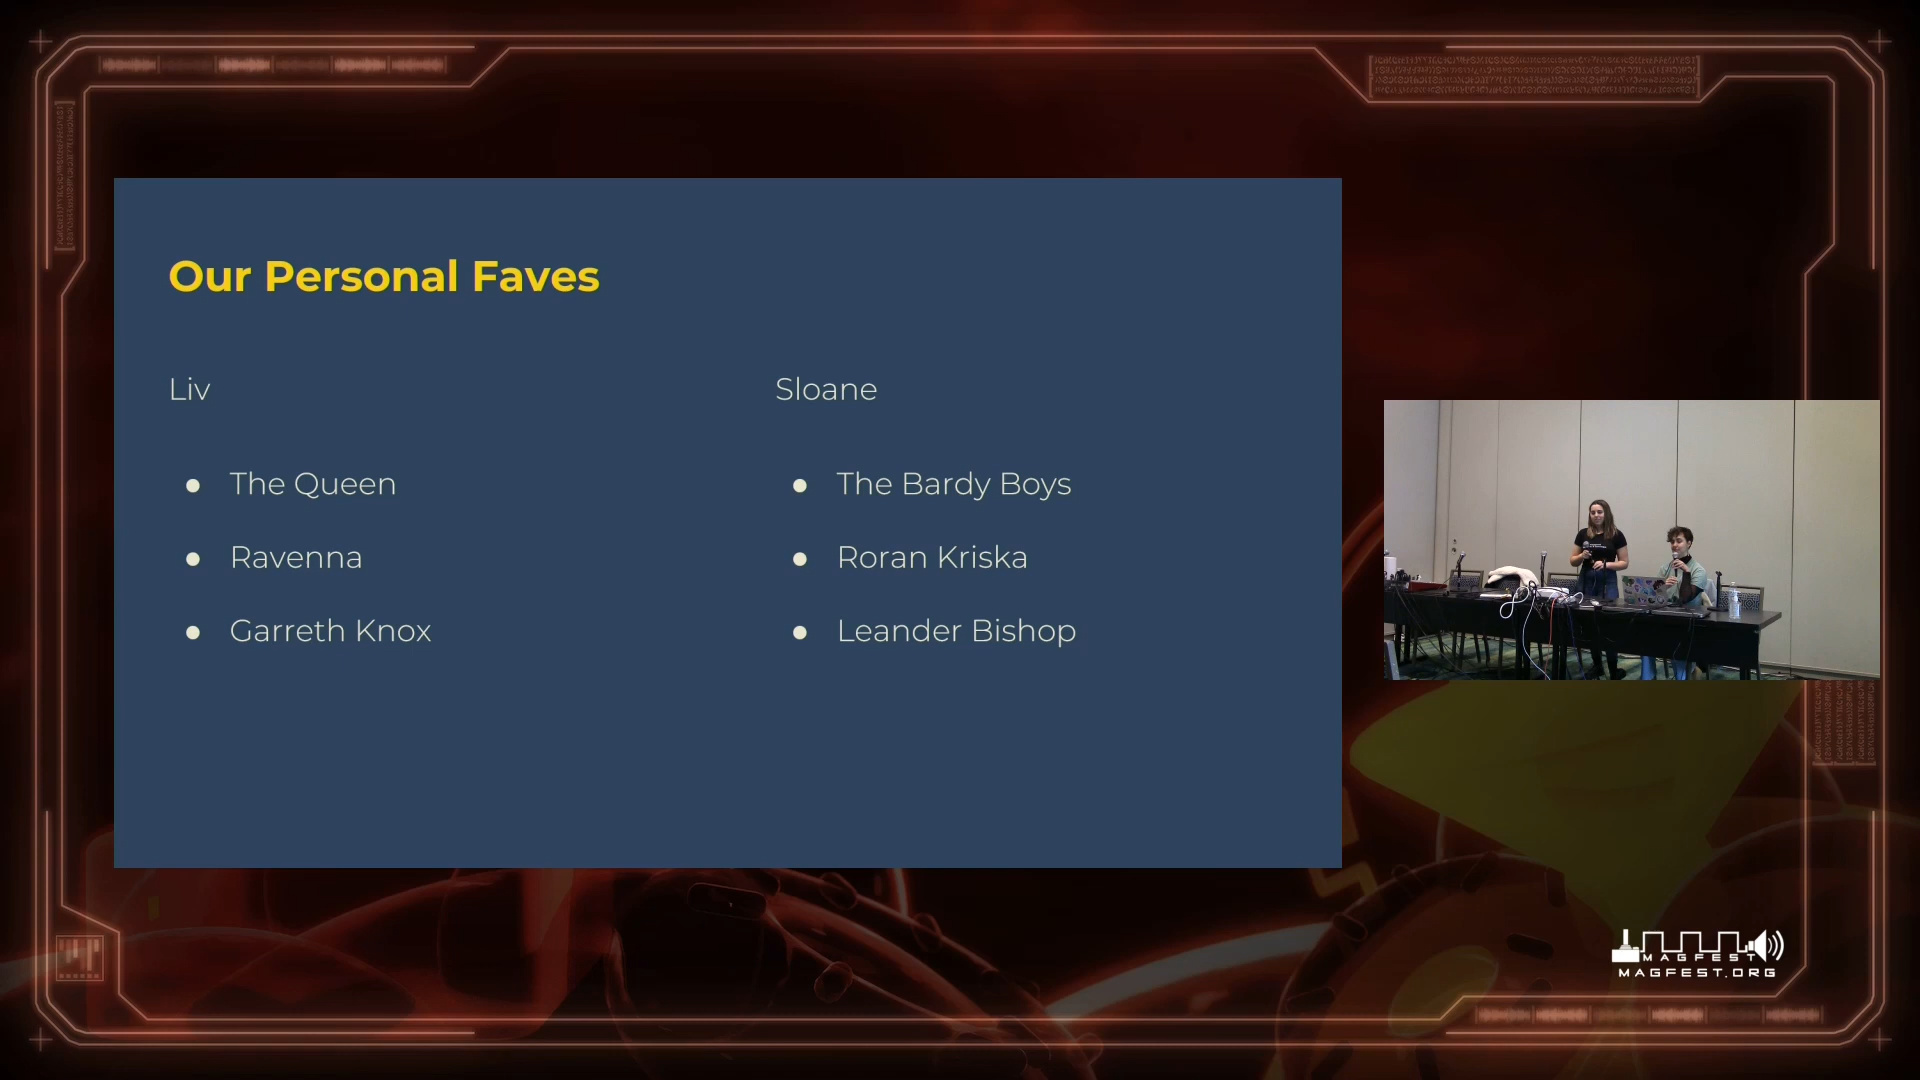 Our Personal Faves
Liv
The Queen
Ravenna
Garreth Knox
Sloane
The Bardy Boys
Roran Kriska
Leander Bishop
MAGFEST
MAGFEST.ORG